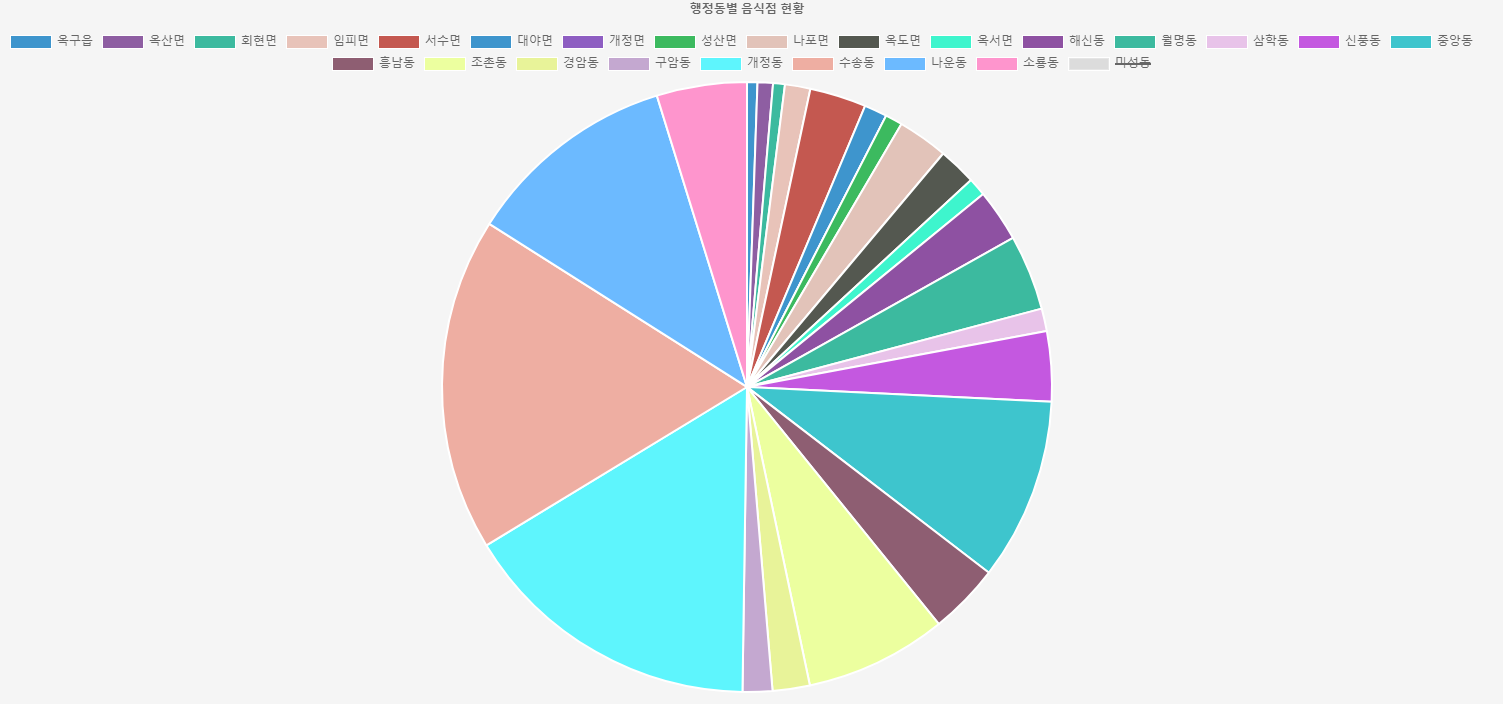 행정동별 음식점 현황
옥구읍 옥산면 회현면 임피면 서수면 대야면 개정면 성산면 나포면 옥도면 옥서면 해신동 월명동 삼학동 신풍동 중앙동
흥남동 조촌동 경암동 구암동 개정동 수송동 나운동 소룡동 미성동